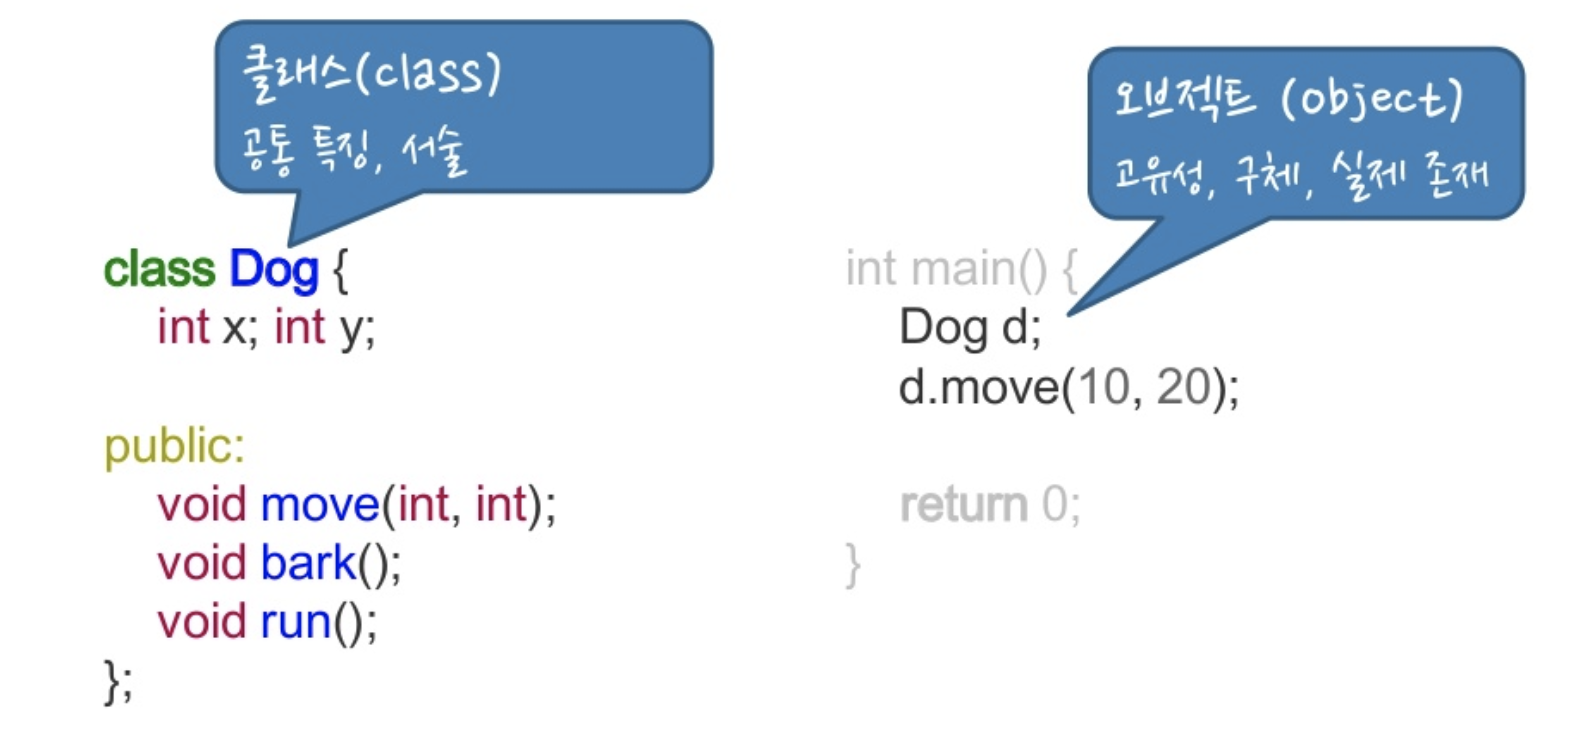 클래스(class)
공통 특징, 서술
class Dog {
int x; int y;
public:
void move(int, int);
void bark();
void run();
};
오브젝트 (object)
고유성, 구체, 실제 존재
int main() {
Dog d;
d.move(10, 20);
return 0;
}